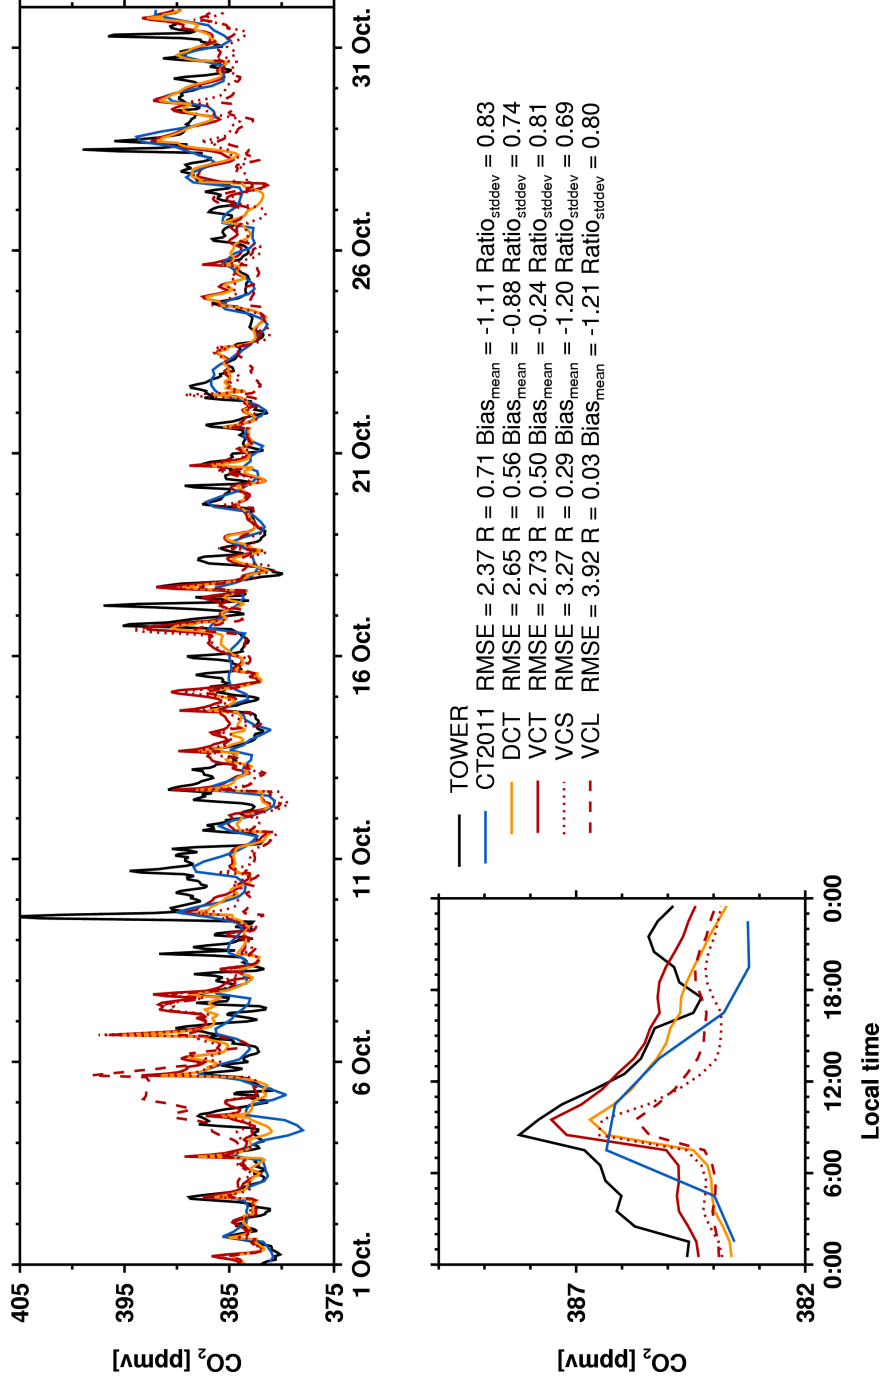 405
395
385
375
CO₂ [ppmv]
1 Oct.
6 Oct.
11 Oct.
16 Oct.
21 Oct.
26 Oct.
31 Oct.
387
382
CO₂ [ppmv]
0:00
6:00
12:00
18:00
0:00
Local time
TOWER
CT2011 RMSE = 2.37 R = 0.71 Bias_mean = -1.11 Ratio_stddev = 0.83
DCT RMSE = 2.65 R = 0.56 Bias_mean = -0.88 Ratio_stddev = 0.74
VCT RMSE = 2.73 R = 0.50 Bias_mean = -0.24 Ratio_stddev = 0.81
VCS RMSE = 3.27 R = 0.29 Bias_mean = -1.20 Ratio_stddev = 0.69
VCL RMSE = 3.92 R = 0.03 Bias_mean = -1.21 Ratio_stddev = 0.80